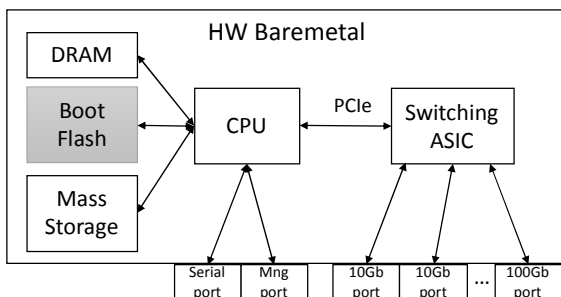 HW Baremetal
DRAM
Boot
Flash
Mass
Storage
CPU
PCIe
Switching
ASIC
Serial
port
Mng
port
10Gb
port
10Gb
port
...
100Gb
port